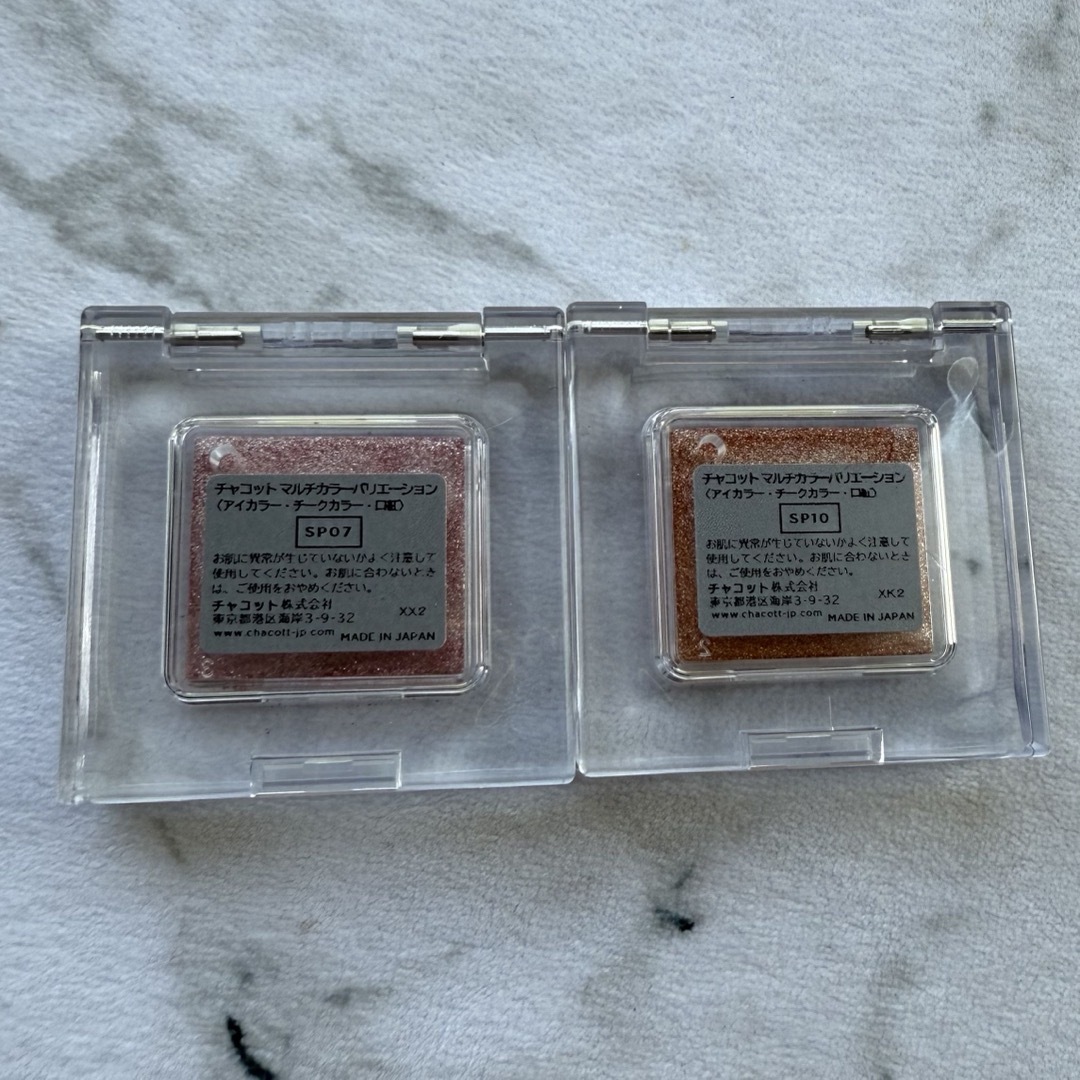 チャコット マルチカラーバリエーション
〈アイカラー・チークカラー・口紅〉
SP07
お肌に異常が生じていないかよく注意して
使用してください。お肌に合わないとき
は、ご使用をおやめください。
チャコット株式会社
東京都港区海岸3-9-32 XX2
www.chacott-jp.com MADE IN JAPAN
チャコット マルチカラーバリエーション
〈アイカラー・チークカラー・口紅〉
SP10
お肌に異常が生じていないかよく注意して
使用してください。お肌に合わないとき
は、ご使用をおやめください。
チャコット株式会社
東京都港区海岸3-9-32 XK2
www.chacott-jp.com MADE IN JAPAN